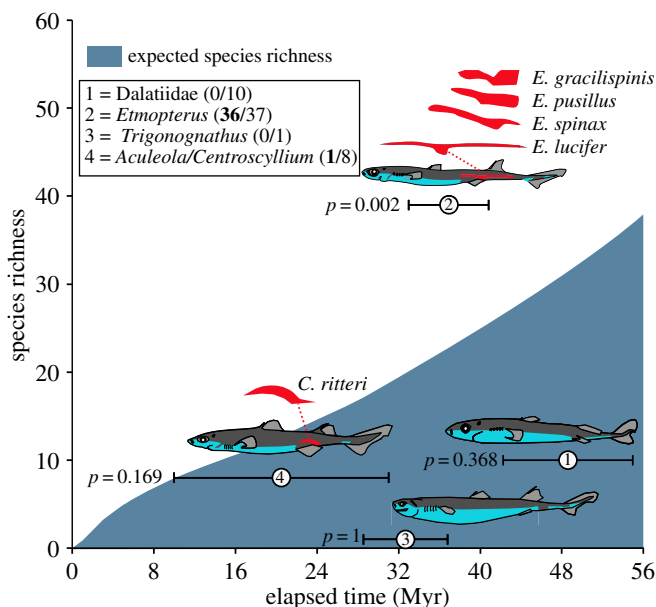 60
50
40
30
20
10
0
species richness
expected species richness
1 = Dalatiidae (0/10)
2 = Etmopterus (36/37)
3 = Trigonognathus (0/1)
4 = Aculeola/Centroscyllium (1/8)
E. gracilispinis
E. pusillus
E. spinax
E. lucifer
p = 0.002
2
C. ritteri
p = 0.169
4
p = 0.368
1
p = 1
3
0 8 16 24 32 40 48 56
elapsed time (Myr)